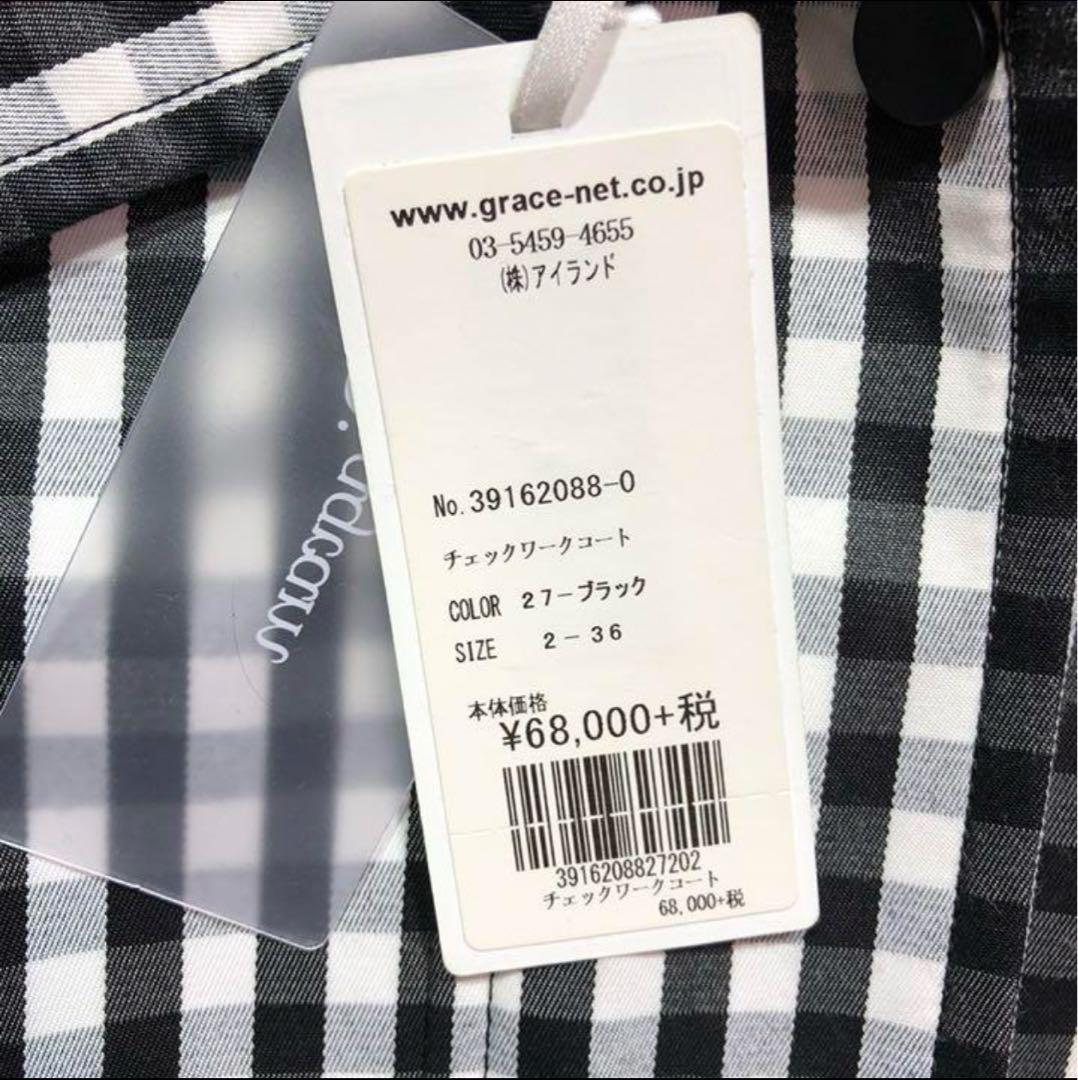 www.grace-net.co.jp
03-5459-4655
(株)アイランド
No.39162088-0
チェックワークコート
COLOR 27-ブラック
SIZE 2-36
本体価格
¥68,000+税
3916208827202
チェックワークコート
68,000+税